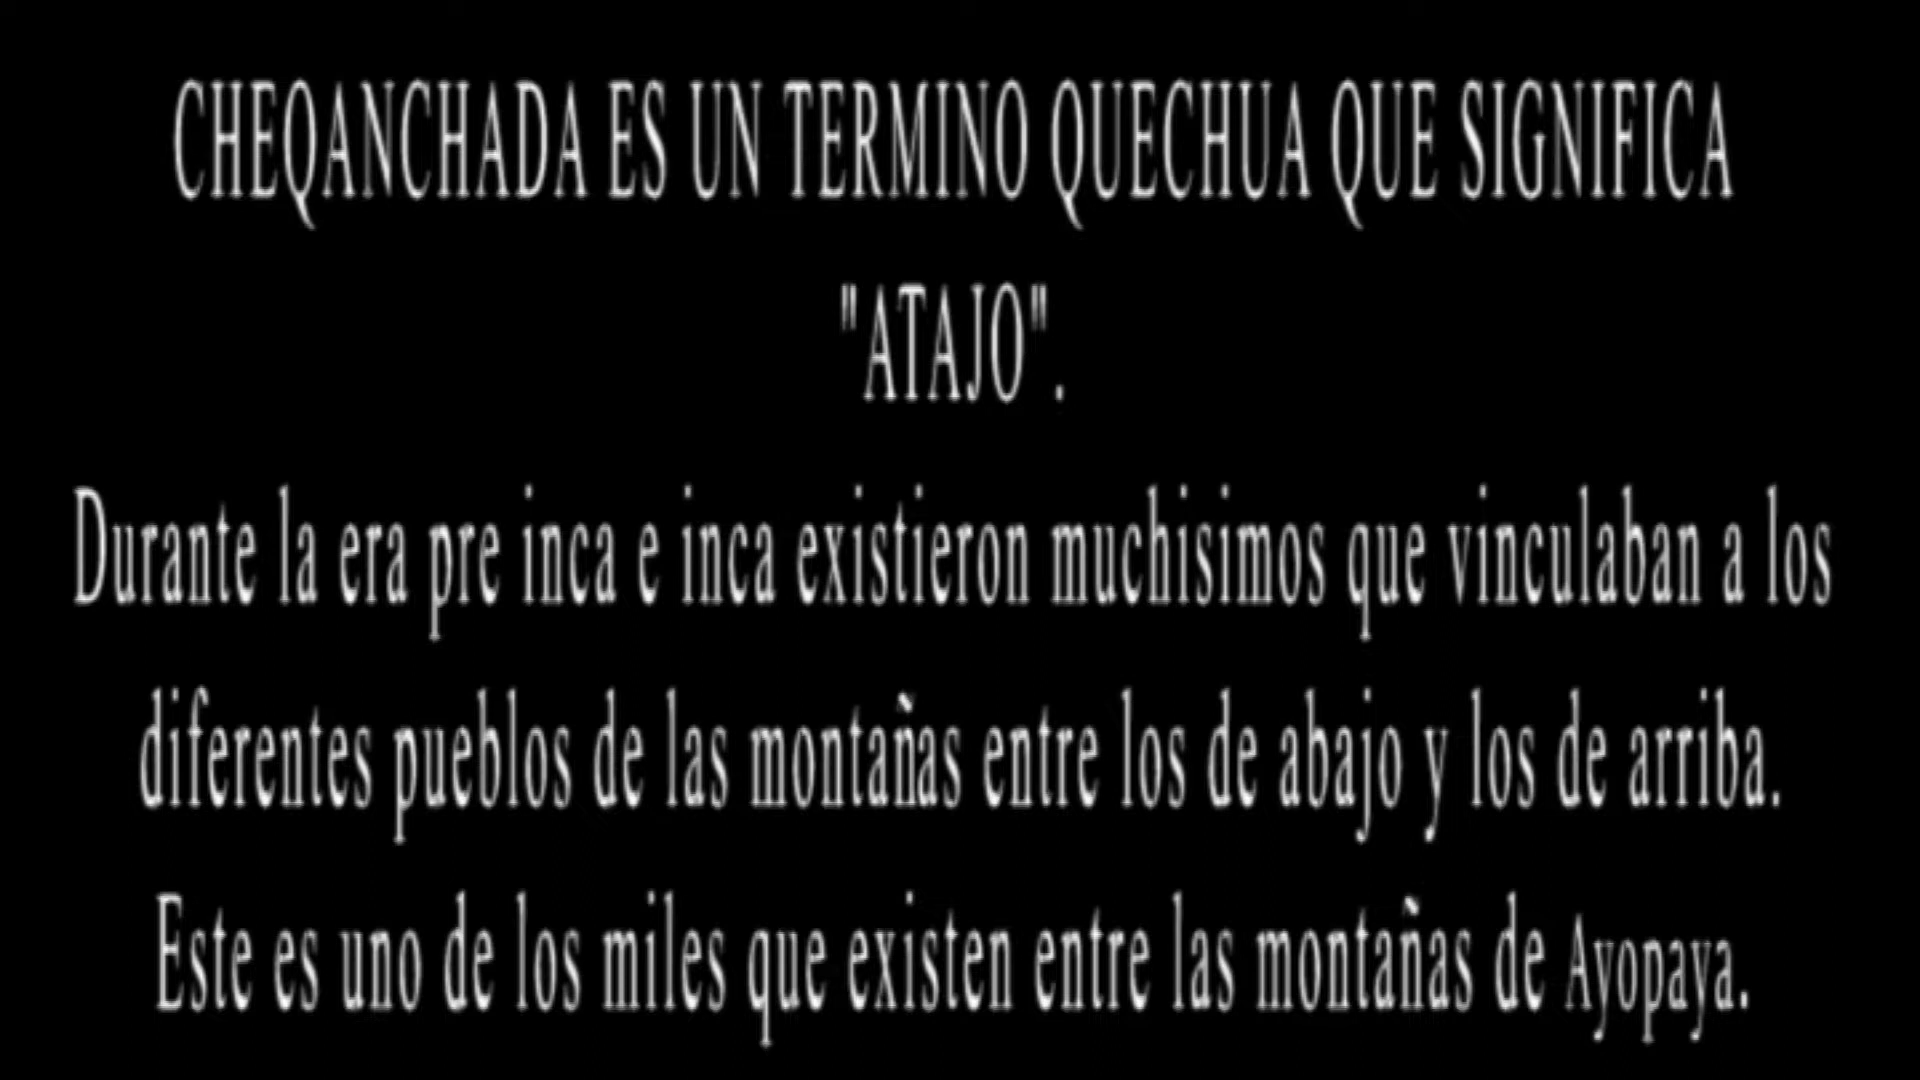 CHEQANCHADA ES UN TERMINO QUECHUA QUE SIGNIFICA
"ATAJO".
Durante la era pre inca e inca existieron muchisimos que vinculaban a los
diferentes pueblos de las montañas entre los de abajo y los de arriba.
Este es uno de los miles que existen entre las montañas de Ayopaya.